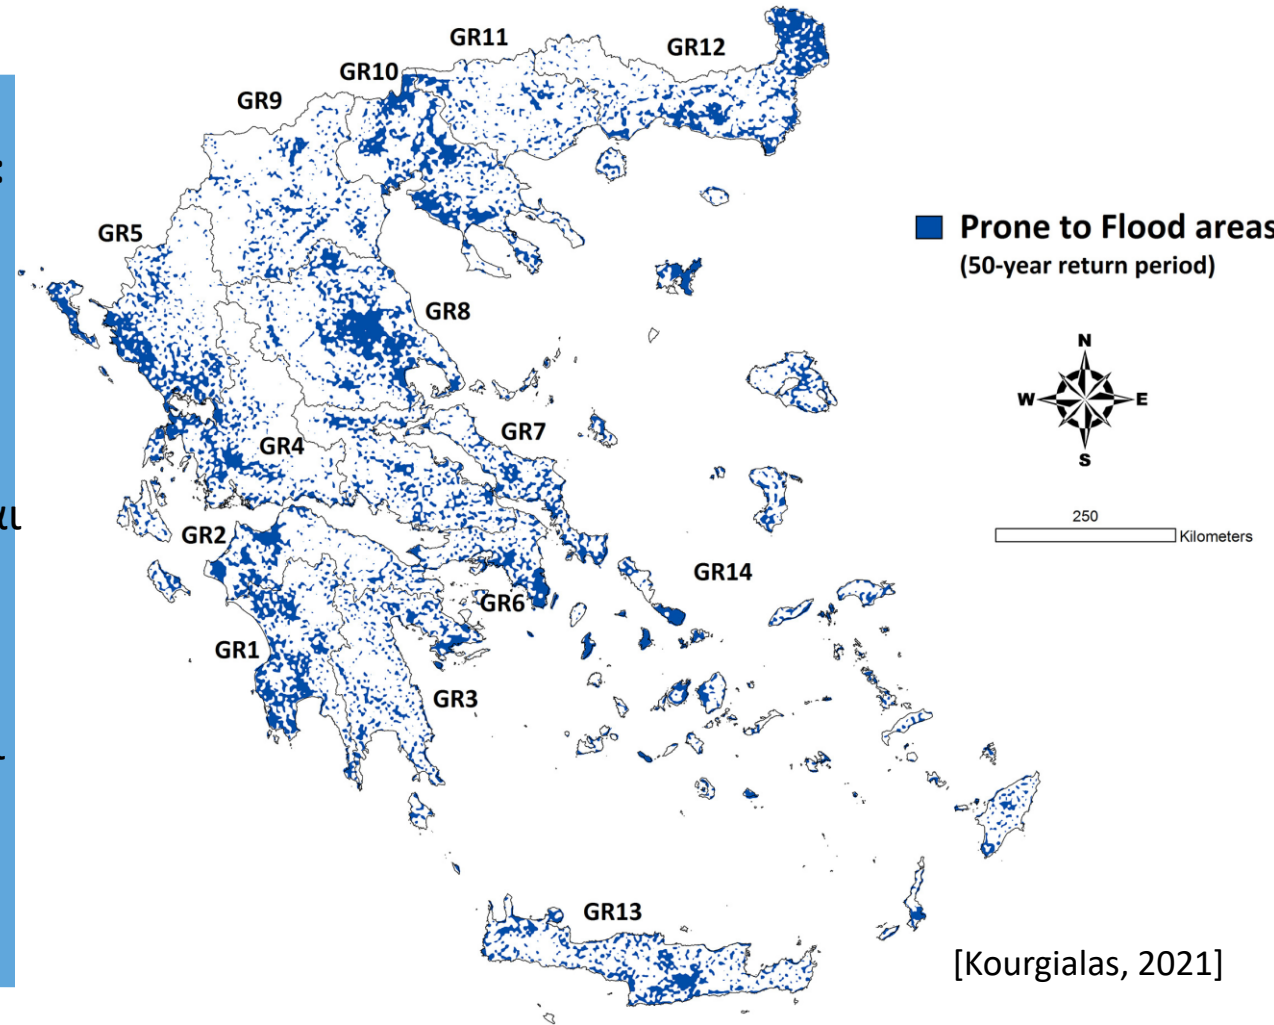 GR11
GR12
GR10
GR9
:
GR5
Prone to Flood areas
(50-year return period)
GR8
N
W
E
S
GR7
GR4
αι
250
Kilometers
GR2
GR14
GR6
GR1
GR3
ι
GR13
[Kourgialas, 2021]